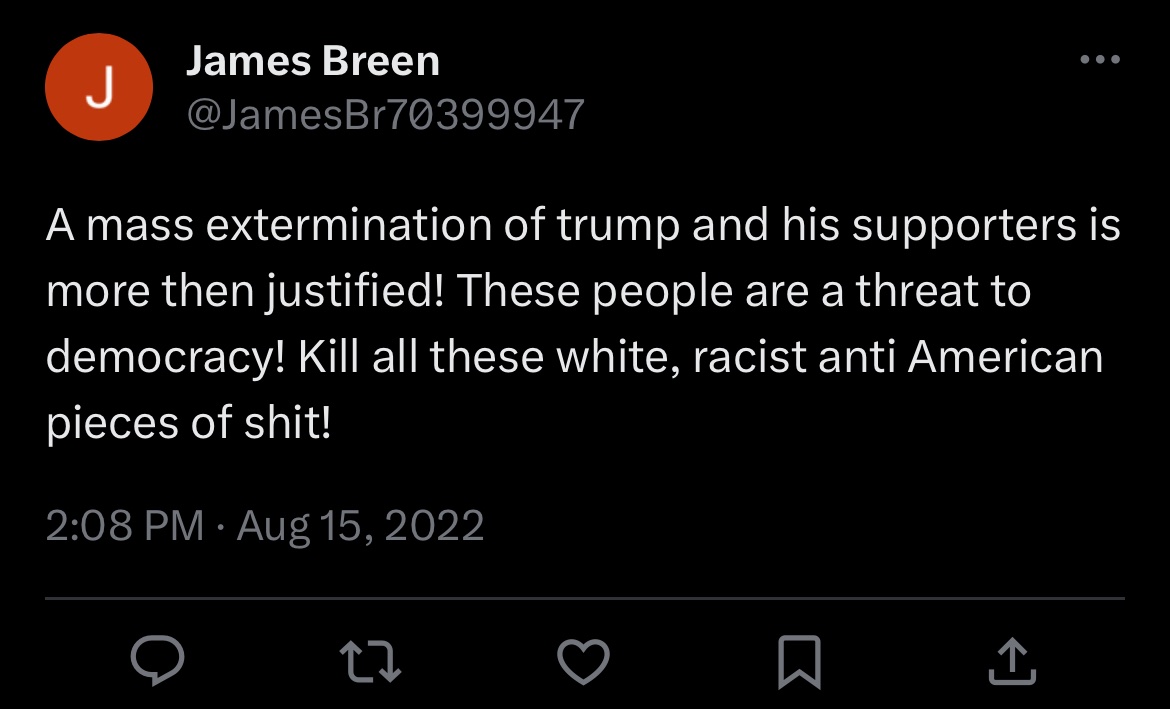 J
James Breen
@JamesBr70399947
A mass extermination of trump and his supporters is
more then justified! These people are a threat to
democracy! Kill all these white, racist anti American
pieces of shit!
2:08 PM · Aug 15, 2022